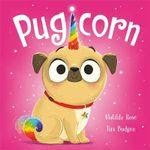 Pugicorn
Matilda Rose
Tim Budgen